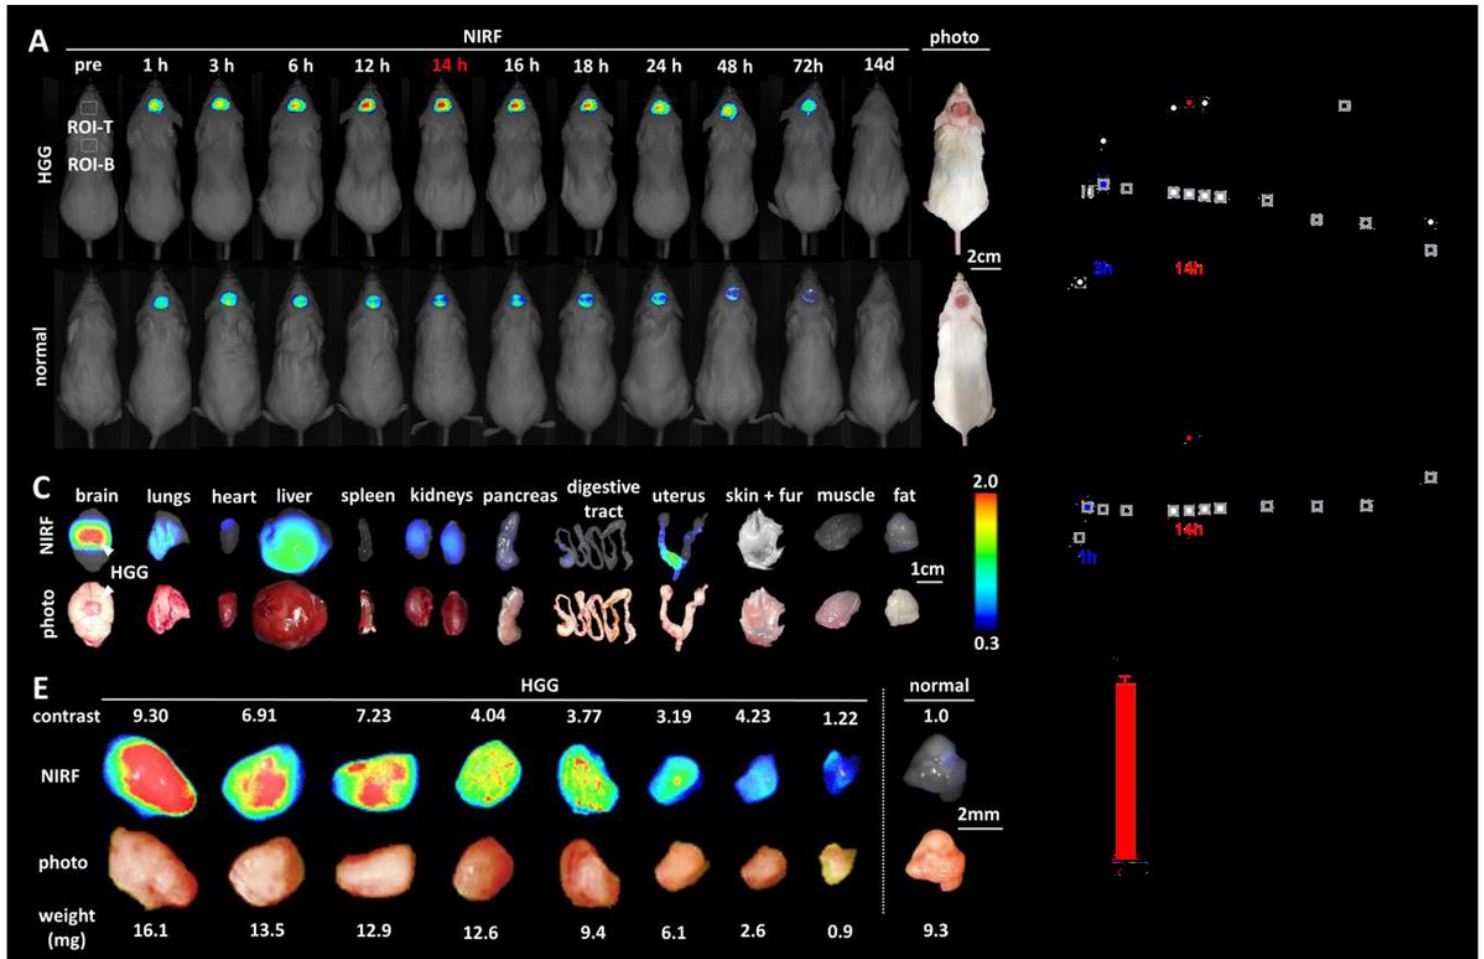 A
NIRF
photo
pre
1 h
3 h
6 h
12 h
14 h
16 h
18 h
24 h
48 h
72h
14d
HGG
ROI-T
ROI-B
2cm
normal
3h
14h
C
brain
lungs
heart
liver
spleen
kidneys
pancreas
digestive
tract
uterus
skin + fur
muscle
fat
2.0
NIRF
HGG
1cm
photo
0.3
14h
1h
E
HGG
normal
contrast
9.30
6.91
7.23
4.04
3.77
3.19
4.23
1.22
1.0
NIRF
2mm
photo
weight
(mg)
16.1
13.5
12.9
12.6
9.4
6.1
2.6
0.9
9.3